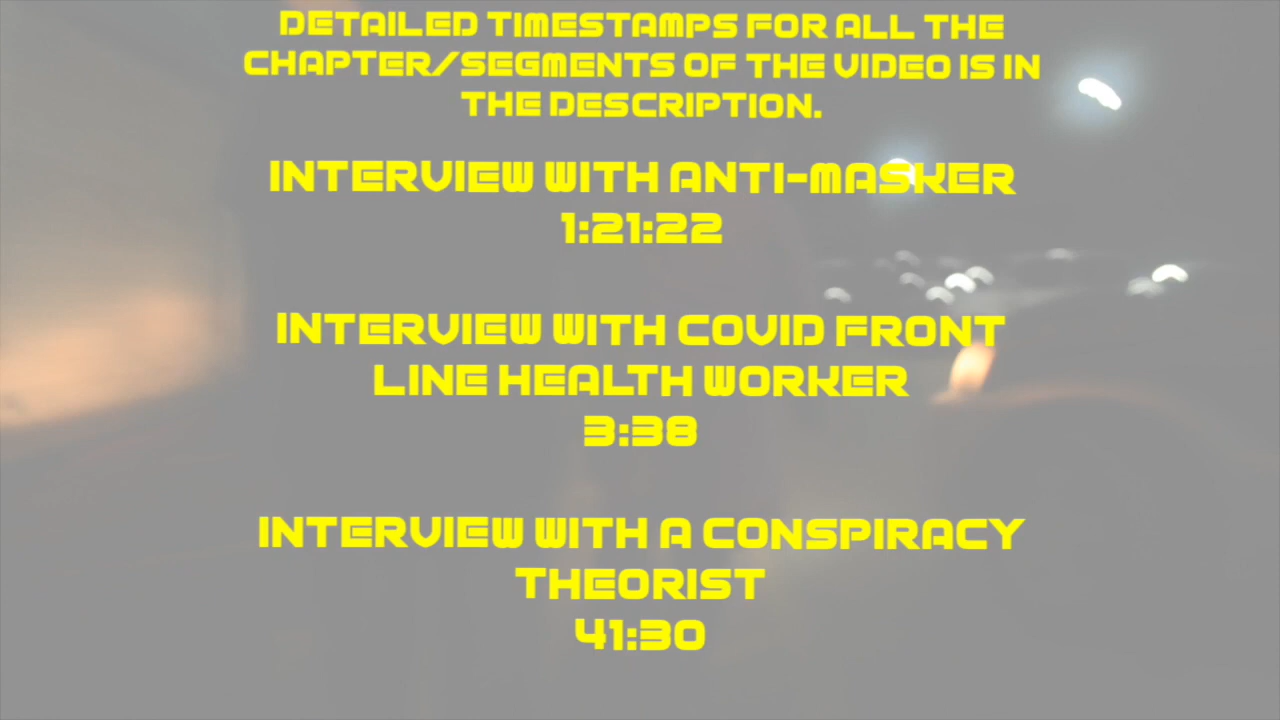 DETAILED TIMESTAMPS FOR ALL THE
CHAPTER/SEGMENTS OF THE VIDEO IS IN
THE DESCRIPTION.
INTERVIEW WITH ANTI-MASKER
1:21:22
INTERVIEW WITH COVID FRONT
LINE HEALTH WORKER
3:38
INTERVIEW WITH A CONSPIRACY
THEORIST
41:30